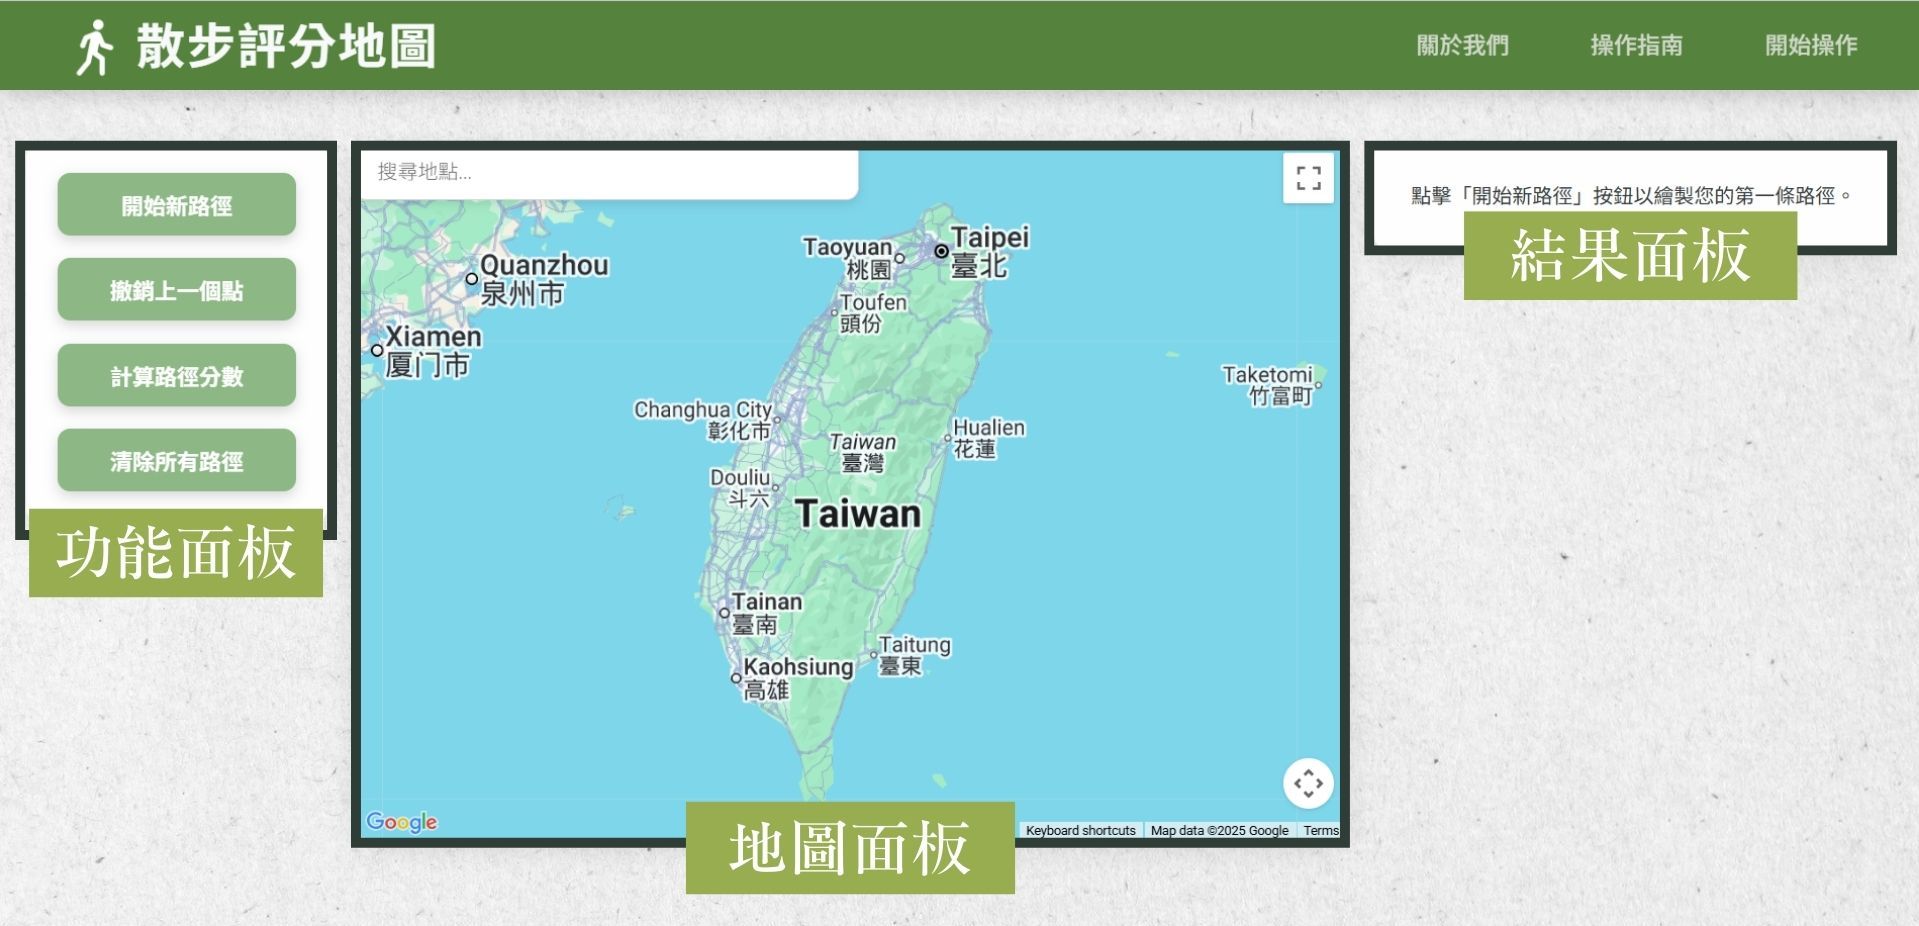 散步評分地圖
關於我們
操作指南
開始操作
開始新路徑
撤銷上一個點
計算路徑分數
清除所有路徑
功能面板
搜尋地點...
Taipei
臺北
Taoyuan
桃園
Quanzhou
泉州市
Toufen
頭份
Xiamen
厦门市
Taketomi
竹富町
Changhua City
彰化市
Hualien
花蓮
Taiwan
臺灣
Douliu
斗六
Taiwan
Tainan
臺南
Taitung
臺東
Kaohsiung
高雄
Google
Keyboard shortcuts
Map data ©2025 Google
Terms
地圖面板
點擊「開始新路徑」按鈕以繪製您的第一條路徑。
結果面板